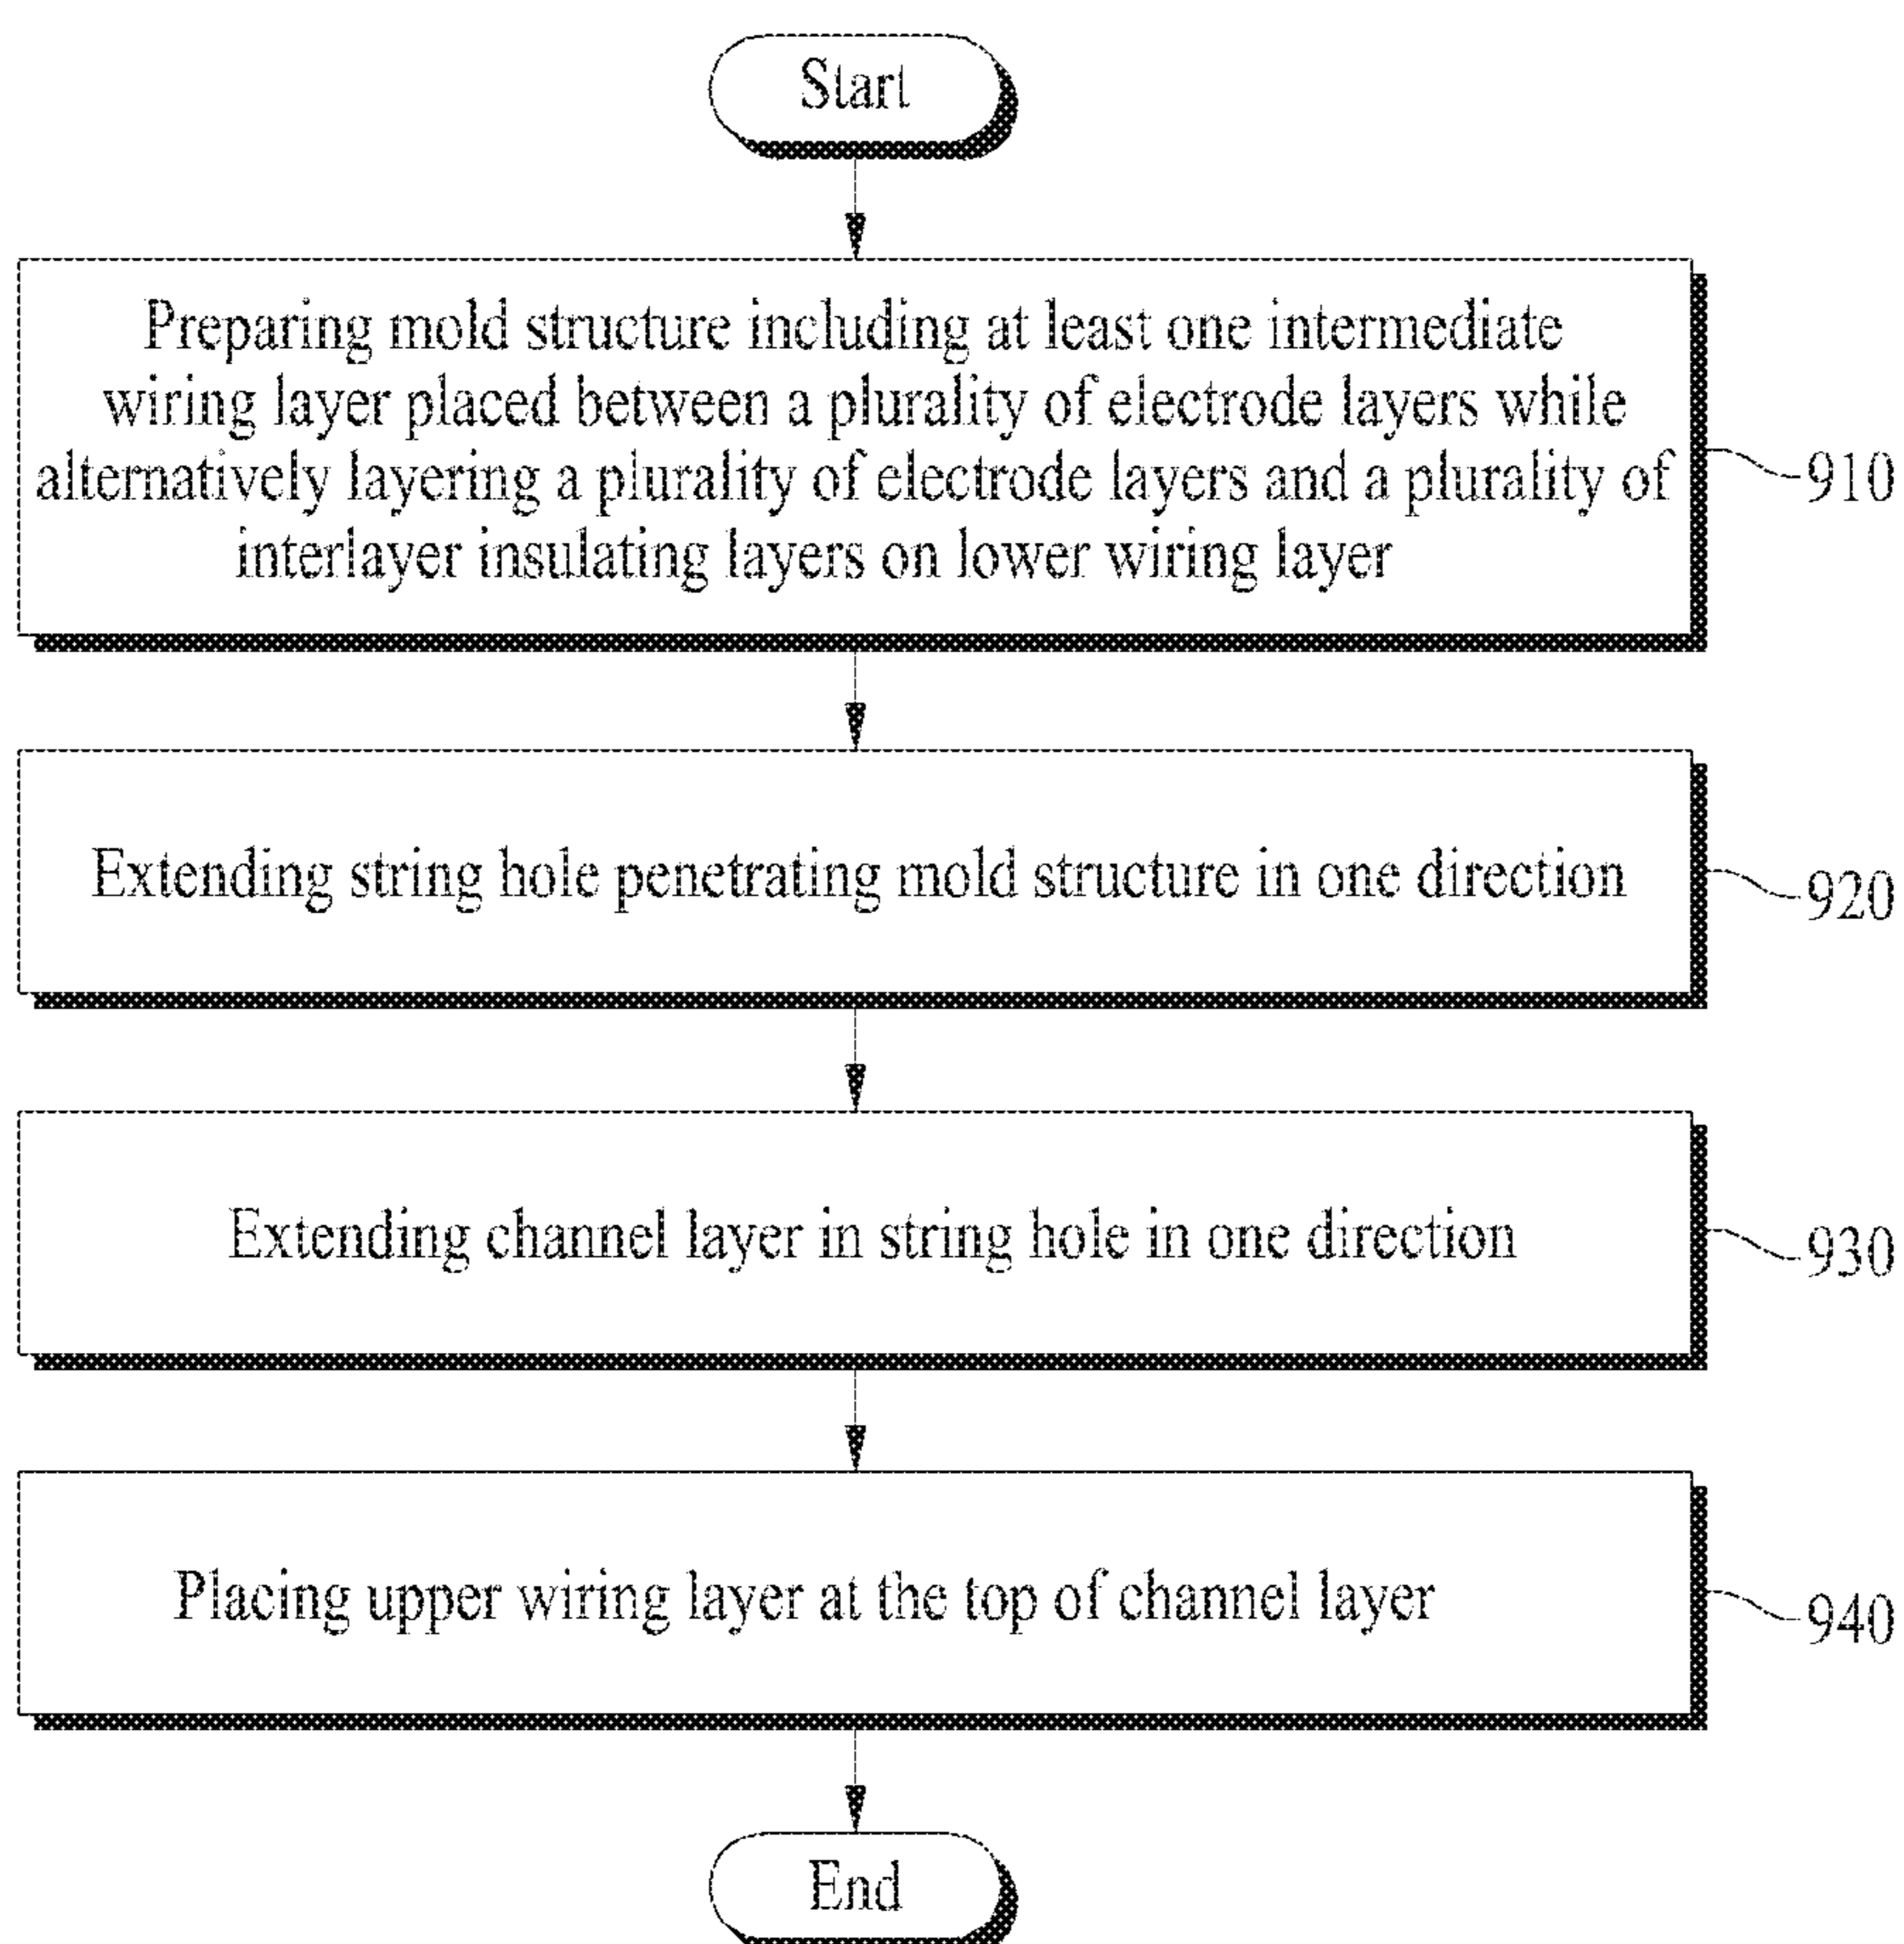 Start
Preparing mold structure including at least one intermediate
wiring layer placed between a plurality of electrode layers while
alternatively layering a plurality of electrode layers and a plurality of
interlayer insulating layers on lower wiring layer
910
Extending string hole penetrating mold structure in one direction
920
Extending channel layer in string hole in one direction
930
Placing upper wiring layer at the top of channel layer
940
End